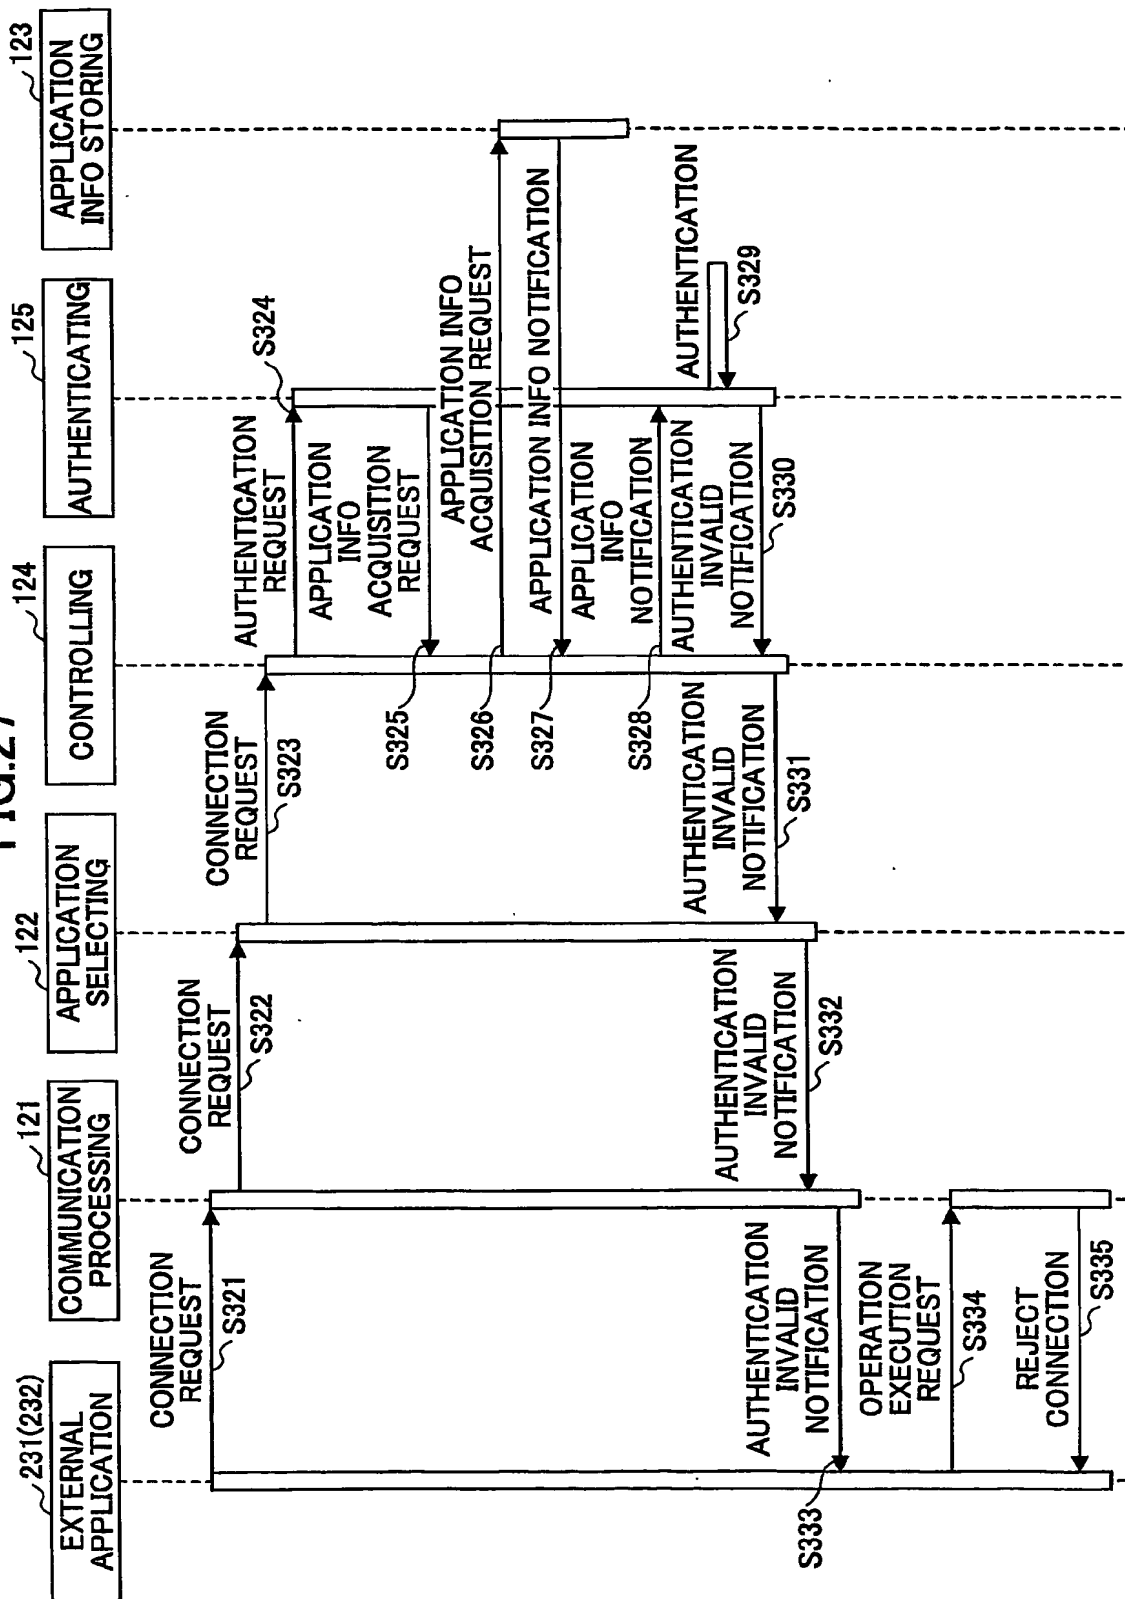 FIG.27
231(232)
EXTERNAL
APPLICATION
121
COMMUNICATION
PROCESSING
122
APPLICATION
SELECTING
124
CONTROLLING
125
AUTHENTICATING
123
APPLICATION
INFO STORING
CONNECTION
REQUEST
S321
CONNECTION
REQUEST
S322
CONNECTION
REQUEST
S323
AUTHENTICATION
REQUEST
S324
APPLICATION
INFO
ACQUISITION
REQUEST
S325
APPLICATION INFO
ACQUISITION REQUEST
S326
APPLICATION INFO NOTIFICATION
S327
APPLICATION
INFO
NOTIFICATION
S328
AUTHENTICATION
S329
AUTHENTICATION
INVALID
NOTIFICATION
S330
AUTHENTICATION
INVALID
NOTIFICATION
S331
AUTHENTICATION
INVALID
NOTIFICATION
S332
AUTHENTICATION
INVALID
NOTIFICATION
S333
OPERATION
EXECUTION
REQUEST
S334
REJECT
CONNECTION
S335